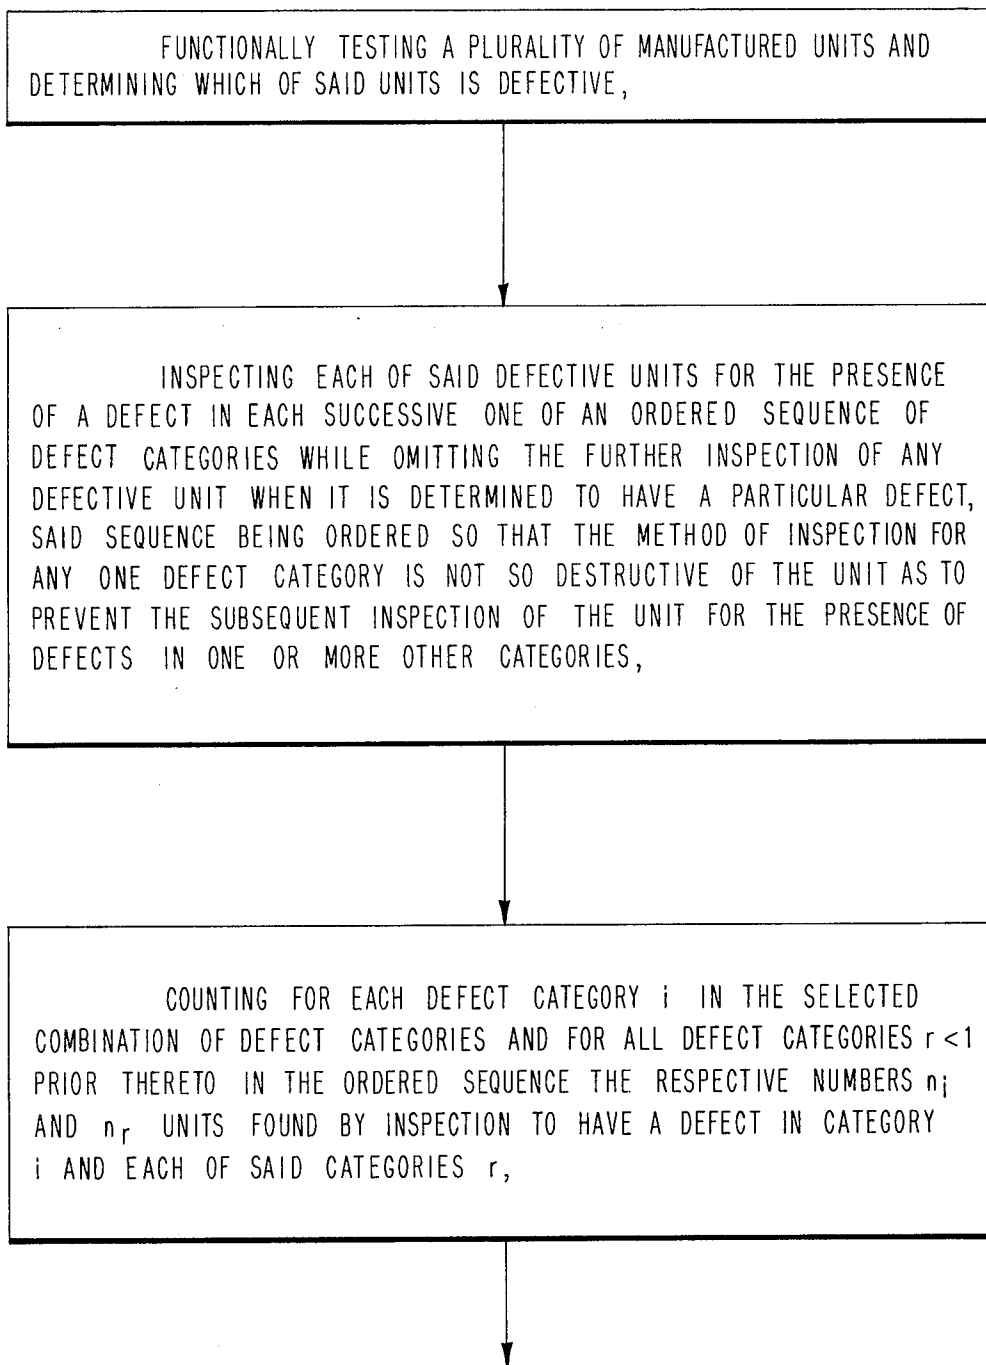 FUNCTIONALLY TESTING A PLURALITY OF MANUFACTURED UNITS AND
DETERMINING WHICH OF SAID UNITS IS DEFECTIVE,
INSPECTING EACH OF SAID DEFECTIVE UNITS FOR THE PRESENCE
OF A DEFECT IN EACH SUCCESSIVE ONE OF AN ORDERED SEQUENCE OF
DEFECT CATEGORIES WHILE OMITTING THE FURTHER INSPECTION OF ANY
DEFECTIVE UNIT WHEN IT IS DETERMINED TO HAVE A PARTICULAR DEFECT,
SAID SEQUENCE BEING ORDERED SO THAT THE METHOD OF INSPECTION FOR
ANY ONE DEFECT CATEGORY IS NOT SO DESTRUCTIVE OF THE UNIT AS TO
PREVENT THE SUBSEQUENT INSPECTION OF THE UNIT FOR THE PRESENCE OF
DEFECTS IN ONE OR MORE OTHER CATEGORIES,
COUNTING FOR EACH DEFECT CATEGORY i IN THE SELECTED
COMBINATION OF DEFECT CATEGORIES AND FOR ALL DEFECT CATEGORIES r<1
PRIOR THERETO IN THE ORDERED SEQUENCE THE RESPECTIVE NUMBERS nᵢ
AND nᵣ UNITS FOUND BY INSPECTION TO HAVE A DEFECT IN CATEGORY
i AND EACH OF SAID CATEGORIES r,